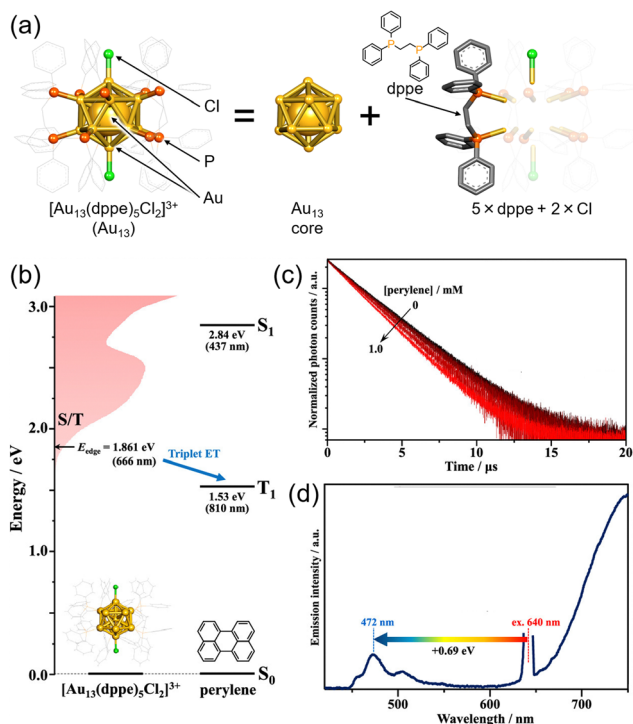 (a)
Cl
P
Au
[Au₁₃(dppe)₅Cl₂]³⁺
(Au₁₃)
=
Au₁₃
core
+
P
P
dppe
5 × dppe + 2 × Cl
(b)
Energy / eV
3.0
2.0
1.0
0.0
S/T
E_edge = 1.861 eV
(666 nm)
Triplet ET
S₁
2.84 eV
(437 nm)
T₁
1.53 eV
(810 nm)
S₀
[Au₁₃(dppe)₅Cl₂]³⁺
perylene
(c)
Normalized photon counts / a.u.
[perylene] / mM
0
1.0
0
5
10
15
20
Time / µs
(d)
Emission intensity / a.u.
472 nm
ex. 640 nm
+0.69 eV
500
600
700
Wavelength / nm